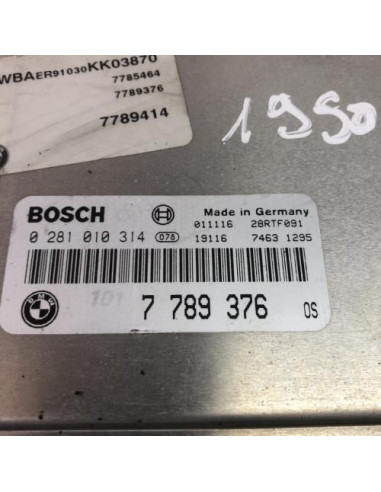 WBAER91030KK03870
7785464
7789376
7789414
1950
BOSCH
Made in Germany
0 281 010 314 078
011116 28RTF091
19116 7463 1295
BMW
101
7 789 376 OS